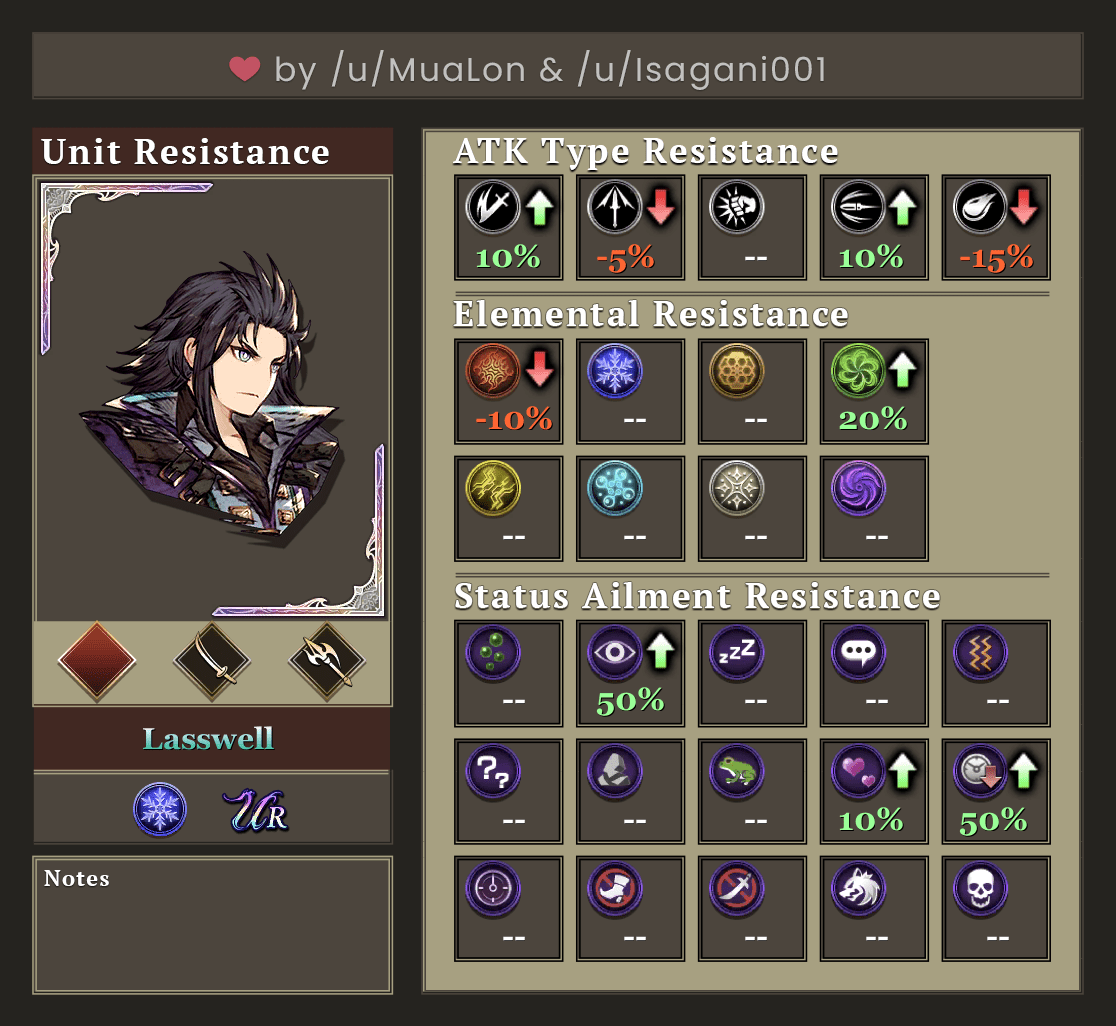 by /u/MuaLon & /u/Isagani001
Unit Resistance
Lasswell
UR
Notes
ATK Type Resistance
10% -5% -- 10% -15%
Elemental Resistance
-10% -- -- 20%
-- -- -- --
Status Ailment Resistance
zzZ
-- 50% -- -- --
??
-- -- -- 10% 50%
-- -- -- -- --